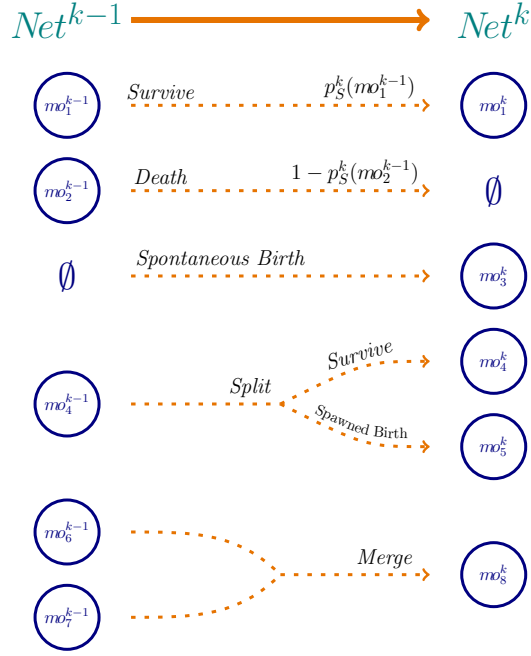 Net^{k−1} Net^{k}
mo_1^{k−1} Survive p_S^k(mo_1^{k−1}) mo_1^k
mo_2^{k−1} Death 1 − p_S^k(mo_2^{k−1}) ∅
∅ Spontaneous Birth mo_3^k
mo_4^{k−1} Split Survive mo_4^k
Spawned Birth mo_5^k
mo_6^{k−1}
Merge mo_8^k
mo_7^{k−1}